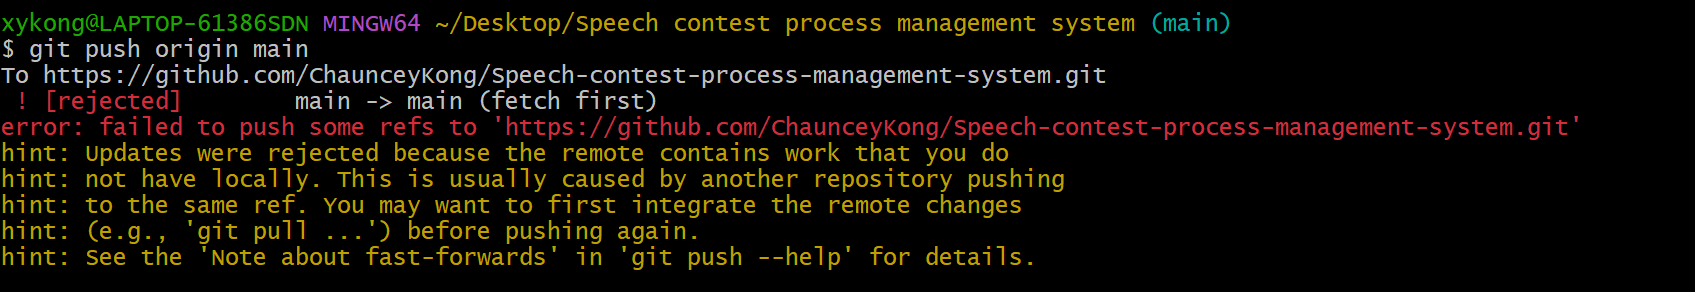 xykong@LAPTOP-61386SDN MINGW64 ~/Desktop/Speech contest process management system (main)
$ git push origin main
To https://github.com/ChaunceyKong/Speech-contest-process-management-system.git
 ! [rejected]        main -> main (fetch first)
error: failed to push some refs to 'https://github.com/ChaunceyKong/Speech-contest-process-management-system.git'
hint: Updates were rejected because the remote contains work that you do
hint: not have locally. This is usually caused by another repository pushing
hint: to the same ref. You may want to first integrate the remote changes
hint: (e.g., 'git pull ...') before pushing again.
hint: See the 'Note about fast-forwards' in 'git push --help' for details.